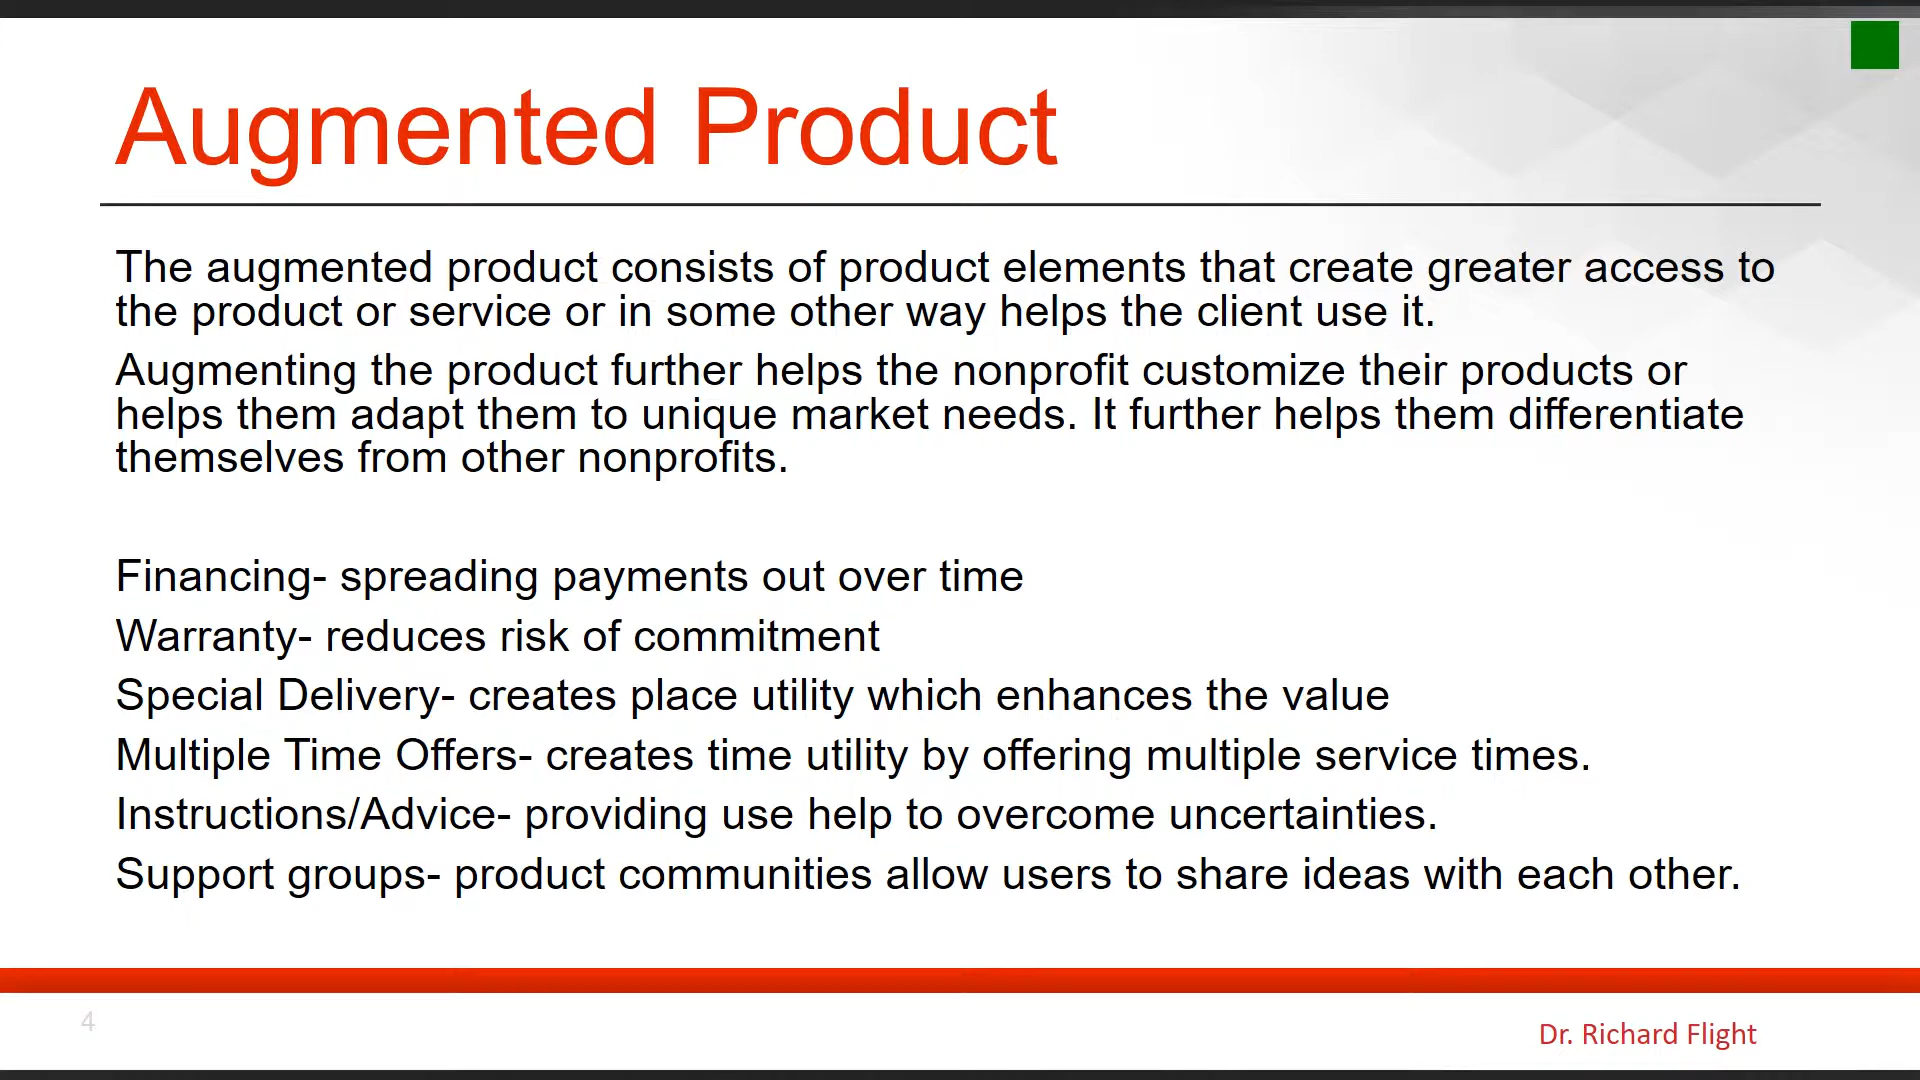 Augmented Product
The augmented product consists of product elements that create greater access to
the product or service or in some other way helps the client use it.
Augmenting the product further helps the nonprofit customize their products or
helps them adapt them to unique market needs. It further helps them differentiate
themselves from other nonprofits.
Financing- spreading payments out over time
Warranty- reduces risk of commitment
Special Delivery- creates place utility which enhances the value
Multiple Time Offers- creates time utility by offering multiple service times.
Instructions/Advice- providing use help to overcome uncertainties.
Support groups- product communities allow users to share ideas with each other.
4
Dr. Richard Flight